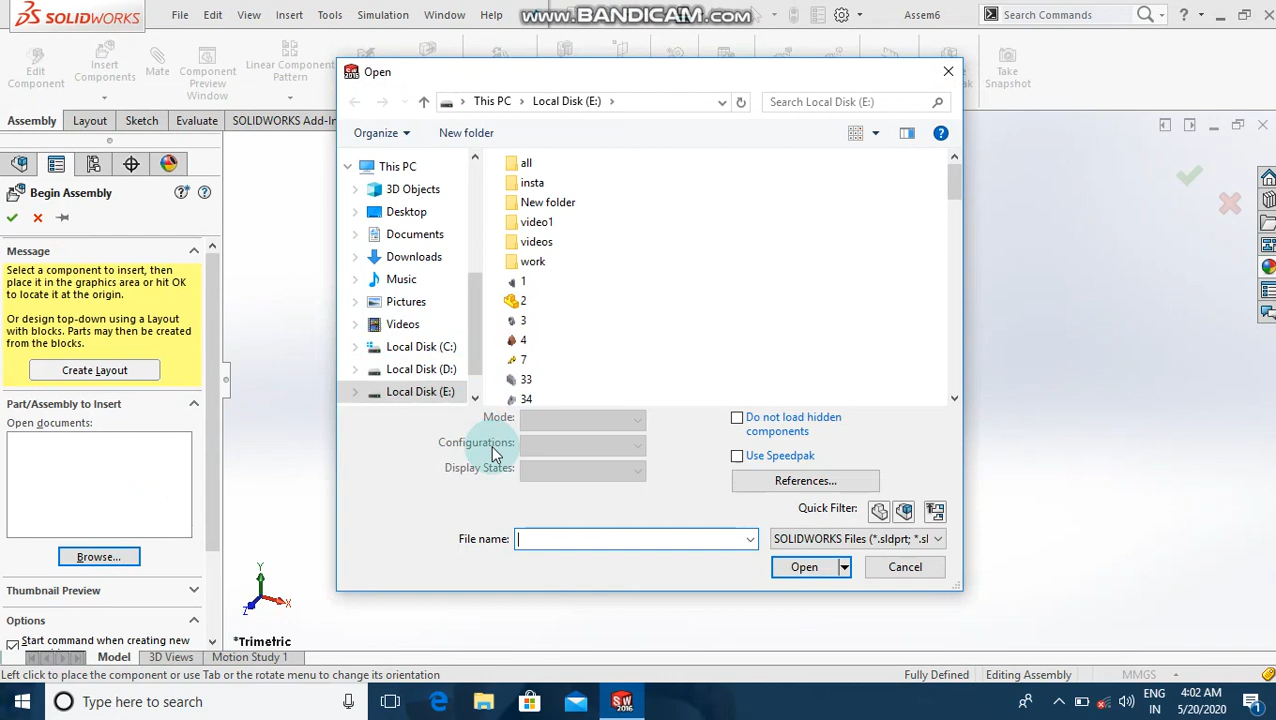 SOLIDWORKS
File Edit View Insert Tools Simulation Window Help
www.BANDICAM.com
Assem6
Search Commands
Edit Component
Insert Components
Mate
Component Preview Window
Linear Component Pattern
Take Snapshot
Assembly Layout Sketch Evaluate SOLIDWORKS Add-In
Begin Assembly
Message
Select a component to insert, then
place it in the graphics area or hit OK
to locate it at the origin.
Or design top-down using a Layout
with blocks. Parts may then be created
from the blocks.
Create Layout
Part/Assembly to Insert
Open documents:
Browse...
Thumbnail Preview
Options
Start command when creating new
Open
This PC > Local Disk (E:) >
Search Local Disk (E:)
Organize New folder
This PC
3D Objects
Desktop
Documents
Downloads
Music
Pictures
Videos
Local Disk (C:)
Local Disk (D:)
Local Disk (E:)
all
insta
New folder
video1
videos
work
1
2
3
4
7
33
34
Mode:
Configurations:
Display States:
Do not load hidden
components
Use Speedpak
References...
Quick Filter:
File name:
SOLIDWORKS Files (*.sldprt; *.sl
Open
Cancel
Y
X
Z
*Trimetric
Model 3D Views Motion Study 1
Left click to place the component or use Tab or the rotate menu to change its orientation
Fully Defined Editing Assembly MMGS
Type here to search
SW
2016
ENG
IN
4:02 AM
5/20/2020
1